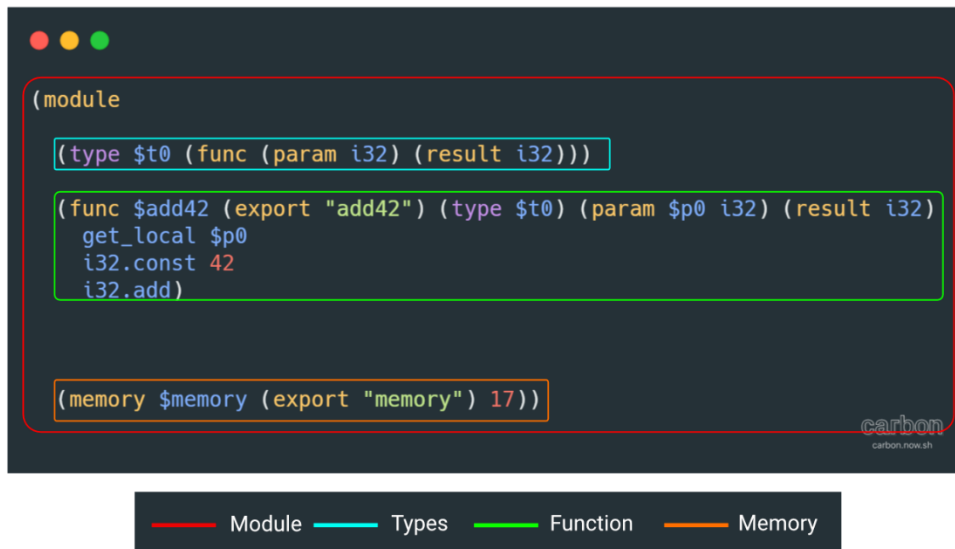 (module
(type $t0 (func (param i32) (result i32)))
(func $add42 (export "add42") (type $t0) (param $p0 i32) (result i32)
get_local $p0
i32.const 42
i32.add)
(memory $memory (export "memory") 17))
carbon
carbon.now.sh
Module Types Function Memory